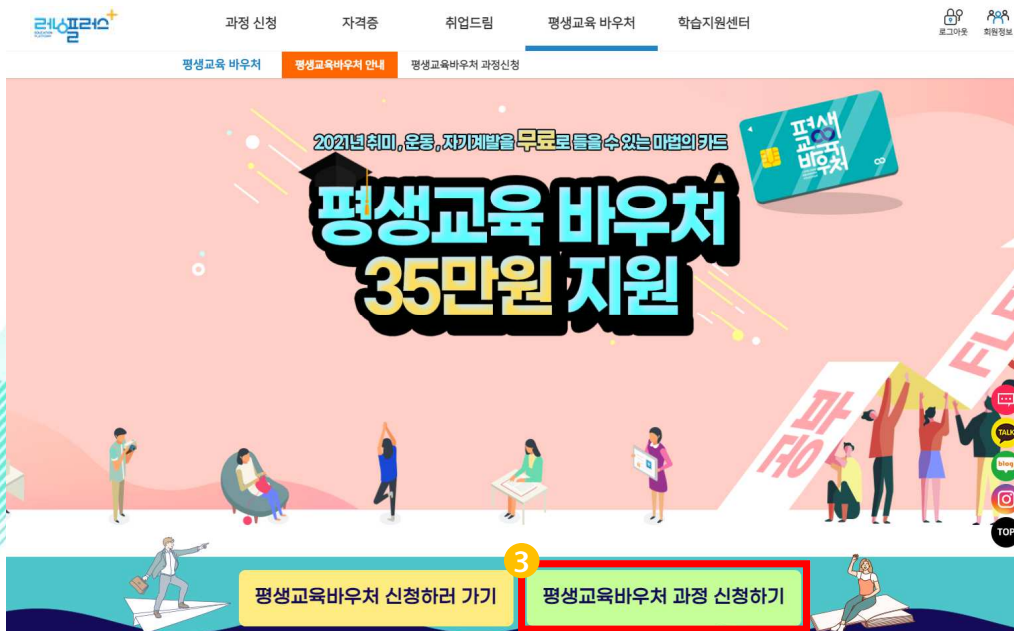 러닝플러스+
EDUCATION PLATFORM
과정 신청 자격증 취업드림 평생교육 바우처 학습지원센터
로그아웃 회원정보
평생교육 바우처 평생교육바우처 안내 평생교육바우처 과정신청
2021년 취미, 운동, 자기계발을 무료로 들을 수 있는 마법의 카드
평생교육 바우처
평생교육 바우처
35만원 지원
공부
TALK
blog
TOP
3
평생교육바우처 신청하러 가기 평생교육바우처 과정 신청하기